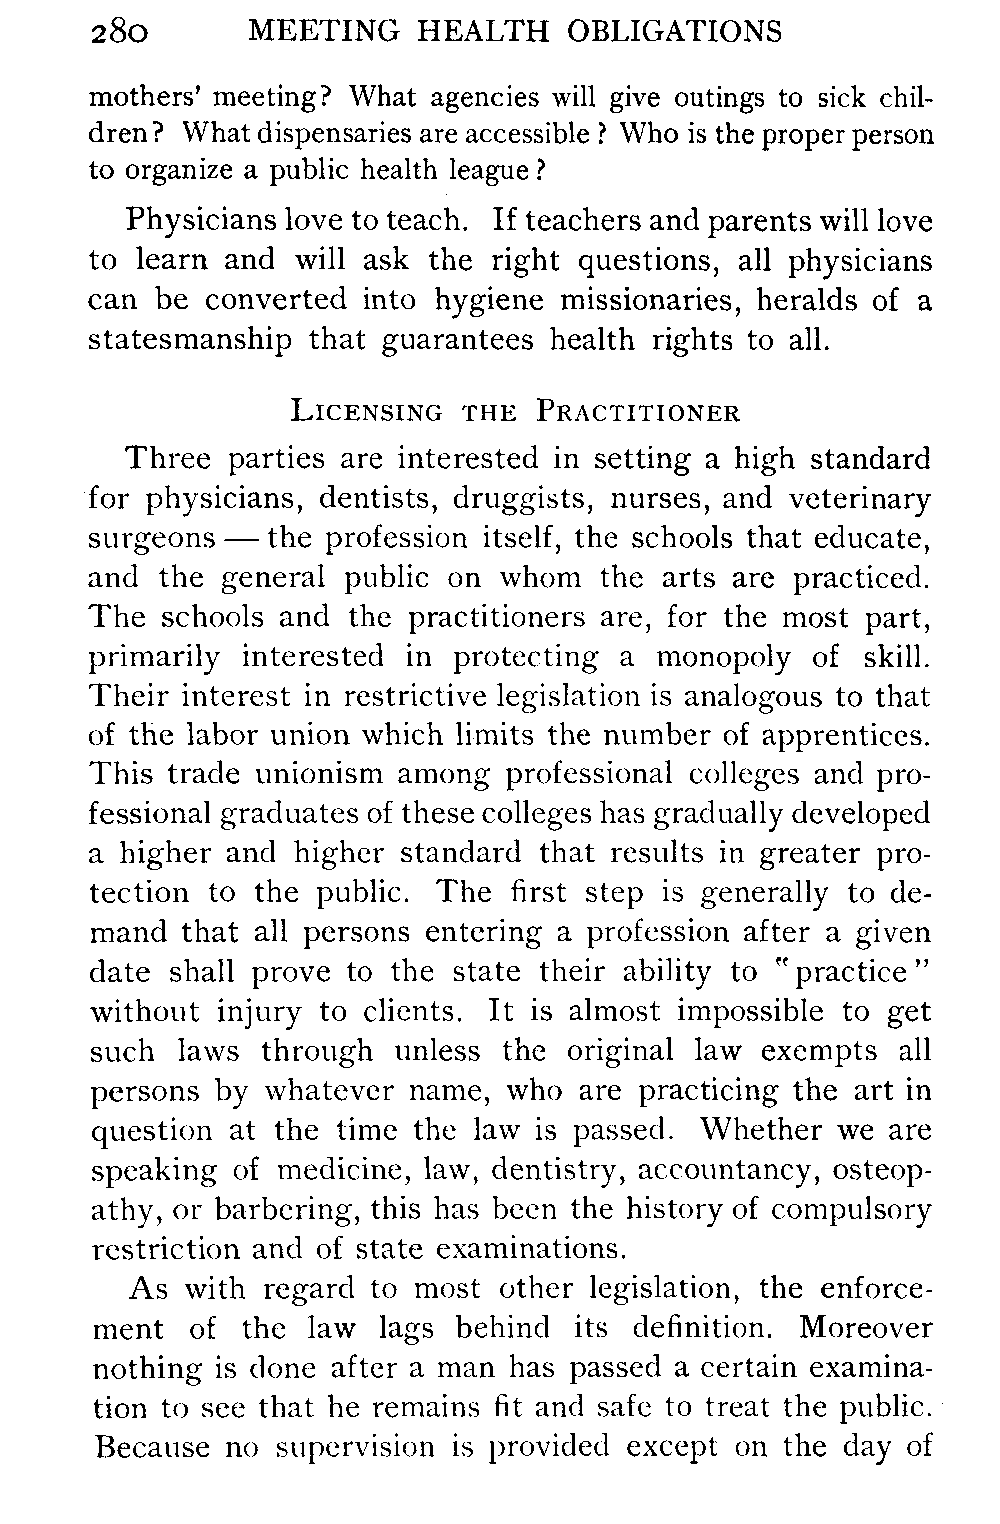 280 MEETING HEALTH OBLIGATIONS
mothers' meeting? What agencies will give outings to sick chil-
dren? What dispensaries are accessible? Who is the proper person
to organize a public health league?
Physicians love to teach. If teachers and parents will love
to learn and will ask the right questions, all physicians
can be converted into hygiene missionaries, heralds of a
statesmanship that guarantees health rights to all.
Licensing the Practitioner
Three parties are interested in setting a high standard
for physicians, dentists, druggists, nurses, and veterinary
surgeons — the profession itself, the schools that educate,
and the general public on whom the arts are practiced.
The schools and the practitioners are, for the most part,
primarily interested in protecting a monopoly of skill.
Their interest in restrictive legislation is analogous to that
of the labor union which limits the number of apprentices.
This trade unionism among professional colleges and pro-
fessional graduates of these colleges has gradually developed
a higher and higher standard that results in greater pro-
tection to the public. The first step is generally to de-
mand that all persons entering a profession after a given
date shall prove to the state their ability to "practice"
without injury to clients. It is almost impossible to get
such laws through unless the original law exempts all
persons by whatever name, who are practicing the art in
question at the time the law is passed. Whether we are
speaking of medicine, law, dentistry, accountancy, osteop-
athy, or barbering, this has been the history of compulsory
restriction and of state examinations.
As with regard to most other legislation, the enforce-
ment of the law lags behind its definition. Moreover
nothing is done after a man has passed a certain examina-
tion to see that he remains fit and safe to treat the public.
Because no supervision is provided except on the day of